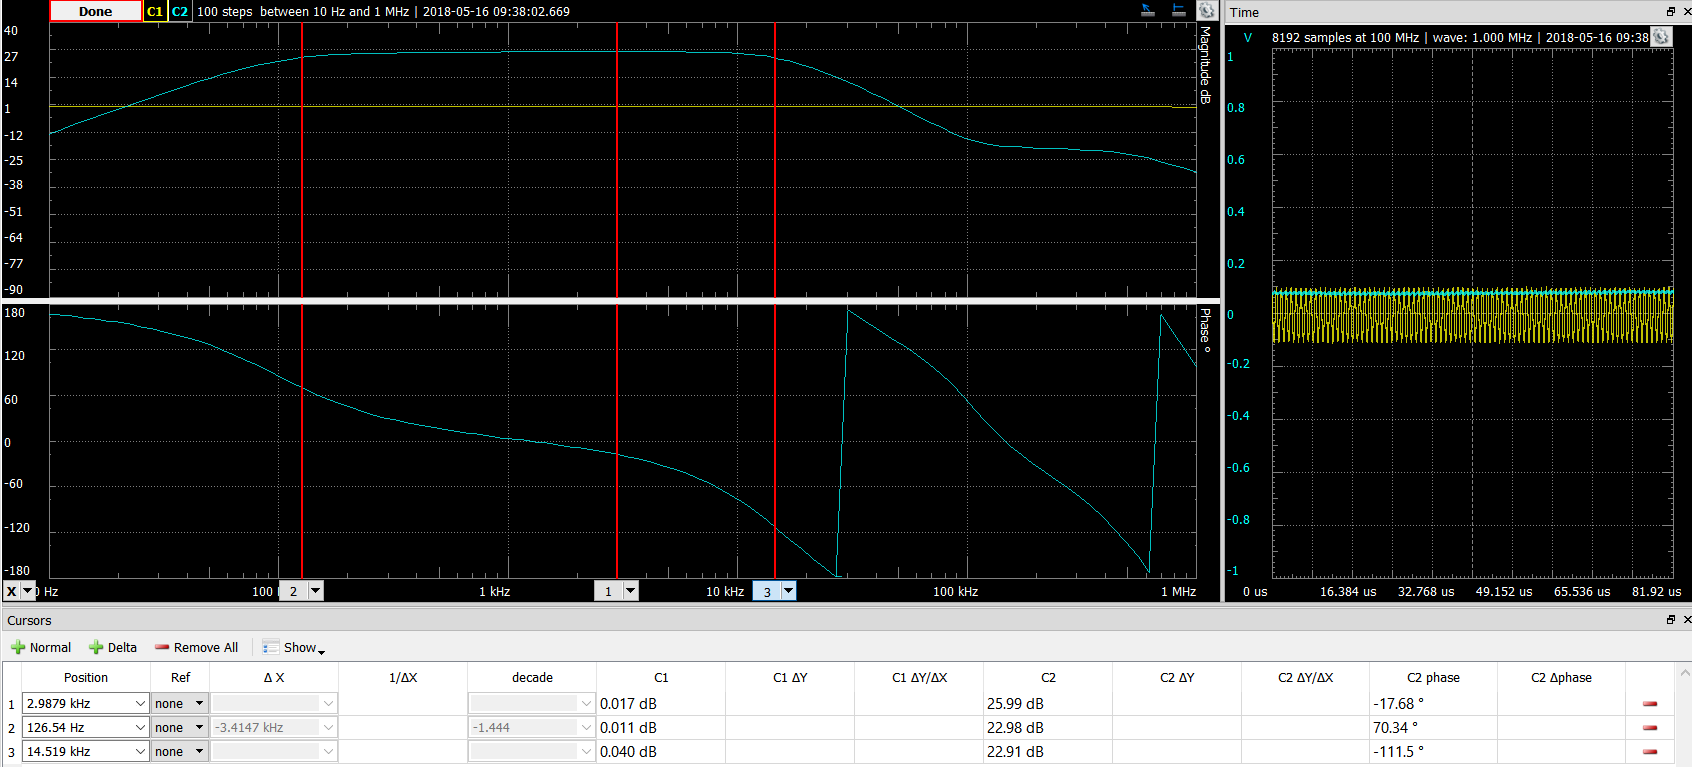 Done C1 C2 100 steps between 10 Hz and 1 MHz | 2018-05-16 09:38:02.669
40
27
14
1
-12
-25
-38
-51
-64
-77
-90
Magnitude dB
180
120
60
0
-60
-120
-180
Phase °
X 0 Hz 100 2 1 kHz 1 10 kHz 3 100 kHz 1 MHz
Time
V 8192 samples at 100 MHz | wave: 1.000 MHz | 2018-05-16 09:38
1
0.8
0.6
0.4
0.2
0
-0.2
-0.4
-0.6
-0.8
-1
0 us 16.384 us 32.768 us 49.152 us 65.536 us 81.92 us
Cursors
Normal Delta Remove All Show
Position Ref Δ X 1/ΔX decade C1 C1 ΔY C1 ΔY/ΔX C2 C2 ΔY C2 ΔY/ΔX C2 phase C2 Δphase
1 2.9879 kHz none 0.017 dB 25.99 dB -17.68 °
2 126.54 Hz none -3.4147 kHz -1.444 0.011 dB 22.98 dB 70.34 °
3 14.519 kHz none 0.040 dB 22.91 dB -111.5 °